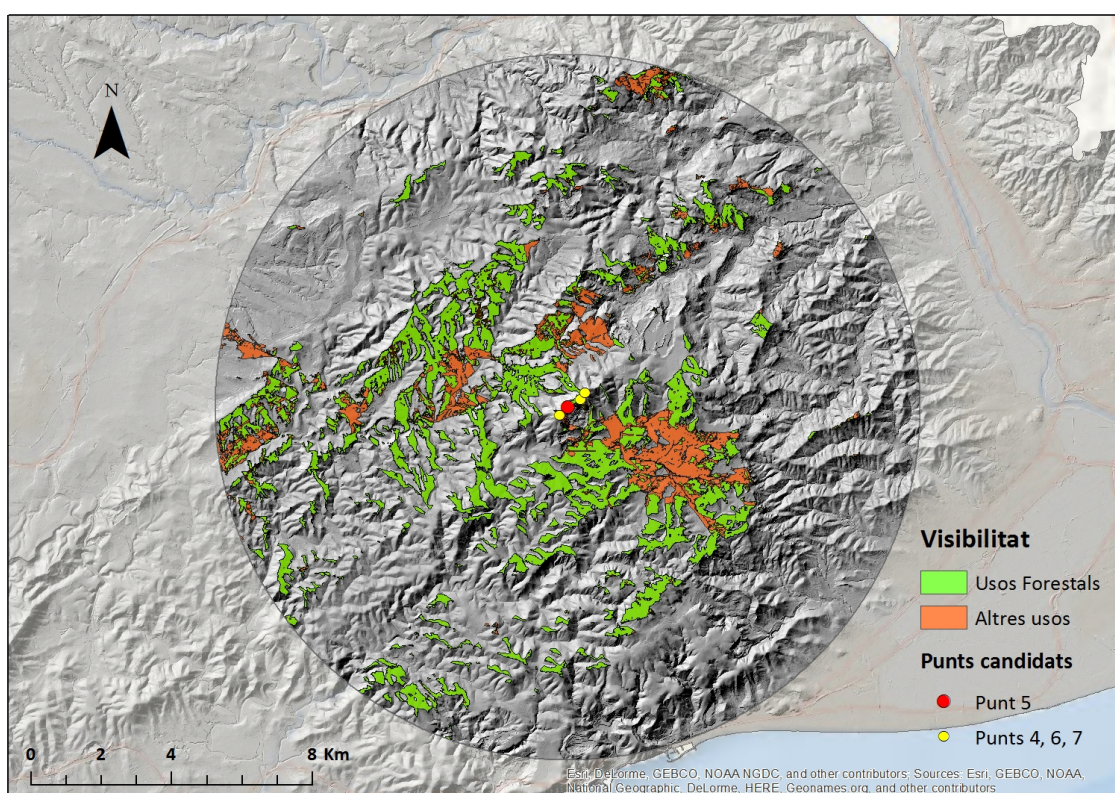 N
Visibilitat
Usos Forestals
Altres usos
Punts candidats
Punt 5
Punts 4, 6, 7
0 2 4 8 Km
Esri, DeLorme, GEBCO, NOAA NGDC, and other contributors; Sources: Esri, GEBCO, NOAA,
National Geographic, DeLorme, HERE, Geonames.org, and other contributors